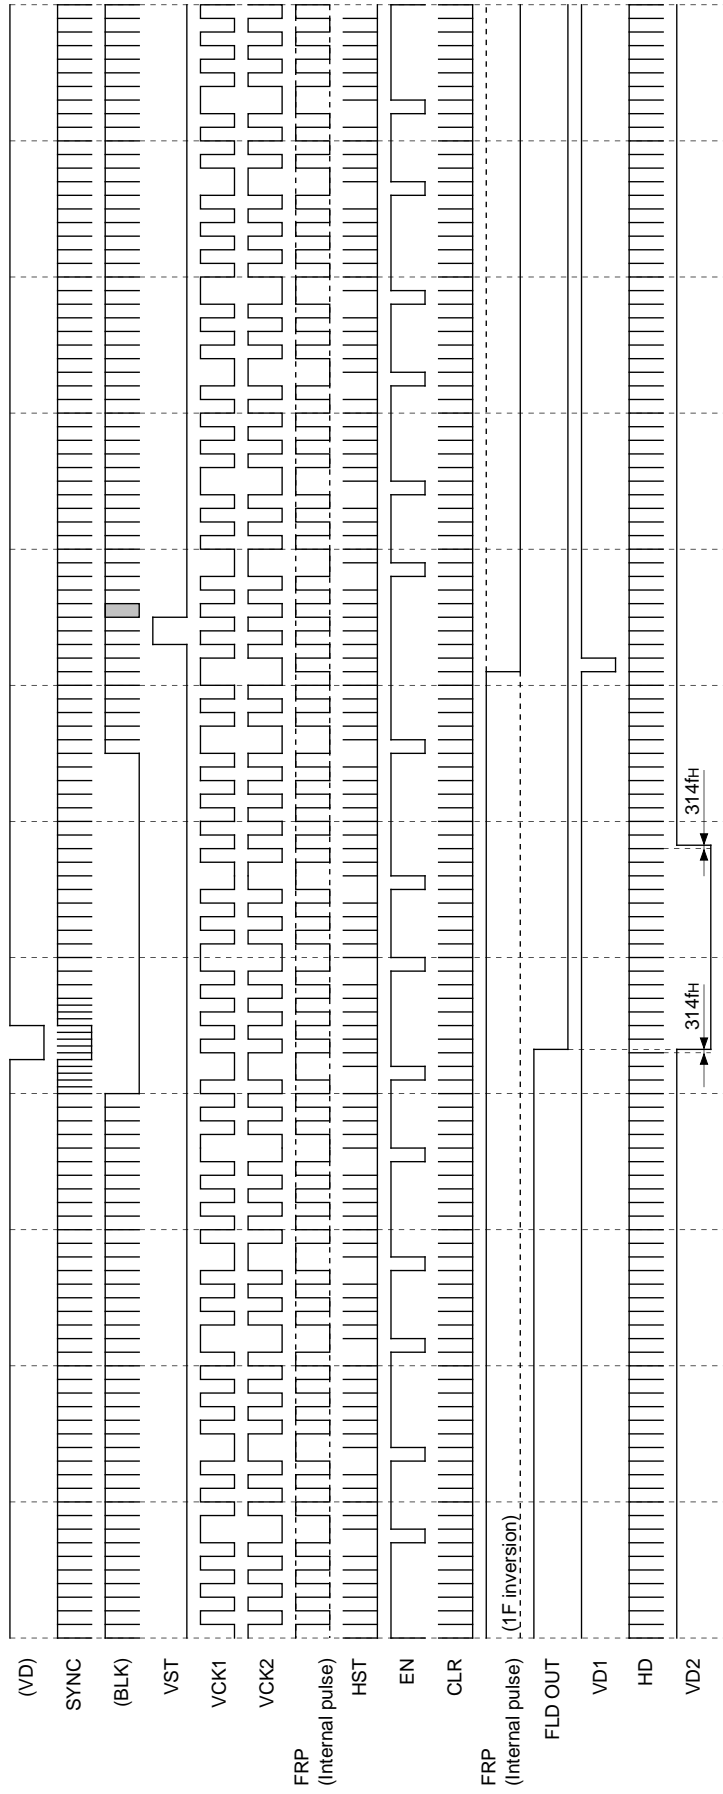 (VD)
SYNC
(BLK)
VST
VCK1
VCK2
FRP
(Internal pulse)
HST
EN
CLR
FRP
(Internal pulse)
(1F inversion)
FLD OUT
VD1
HD
VD2
314fH
314fH